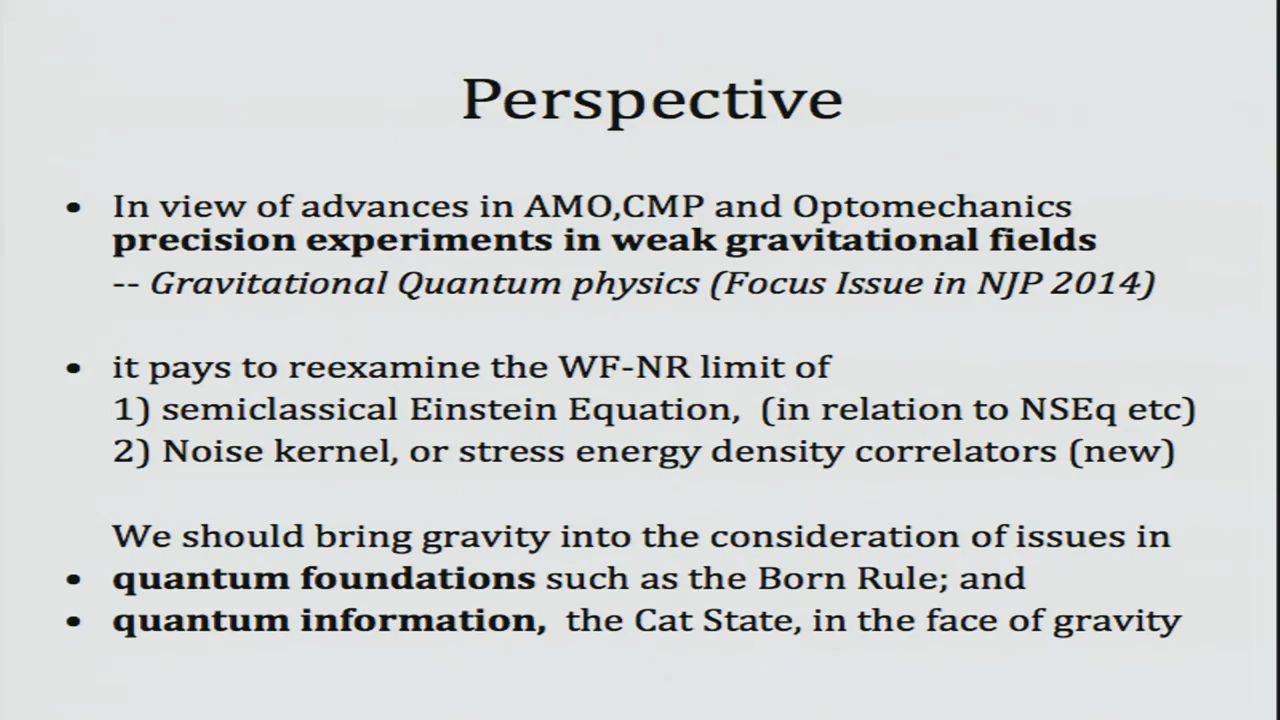 Perspective
• In view of advances in AMO,CMP and Optomechanics
precision experiments in weak gravitational fields
-- Gravitational Quantum physics (Focus Issue in NJP 2014)
• it pays to reexamine the WF-NR limit of
1) semiclassical Einstein Equation, (in relation to NSEq etc)
2) Noise kernel, or stress energy density correlators (new)
We should bring gravity into the consideration of issues in
• quantum foundations such as the Born Rule; and
• quantum information, the Cat State, in the face of gravity